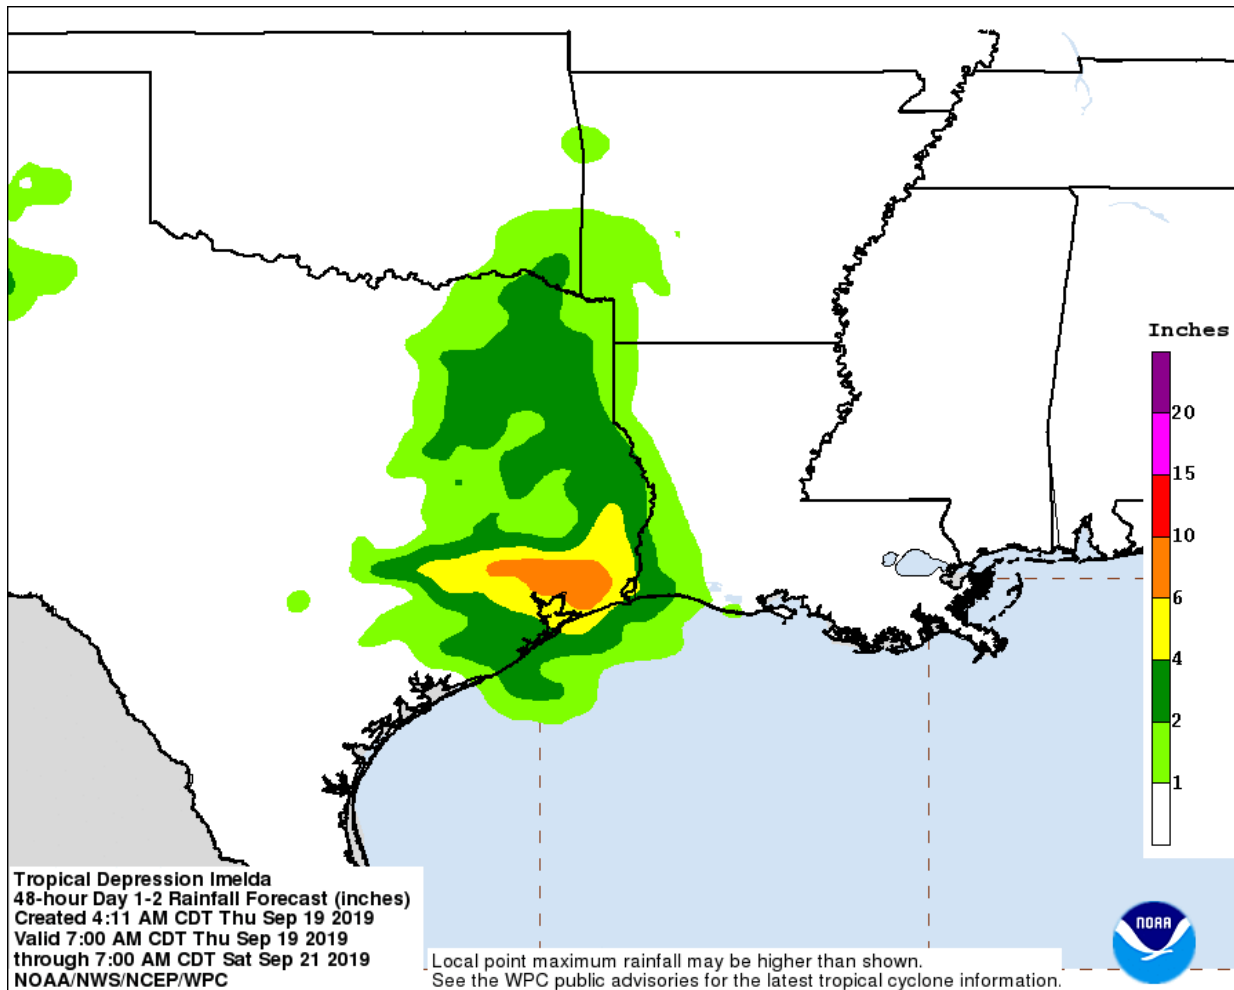 Inches
20
15
10
6
4
2
1
Tropical Depression Imelda
48-hour Day 1-2 Rainfall Forecast (inches)
Created 4:11 AM CDT Thu Sep 19 2019
Valid 7:00 AM CDT Thu Sep 19 2019
through 7:00 AM CDT Sat Sep 21 2019
NOAA/NWS/NCEP/WPC
Local point maximum rainfall may be higher than shown.
See the WPC public advisories for the latest tropical cyclone information.
NOAA